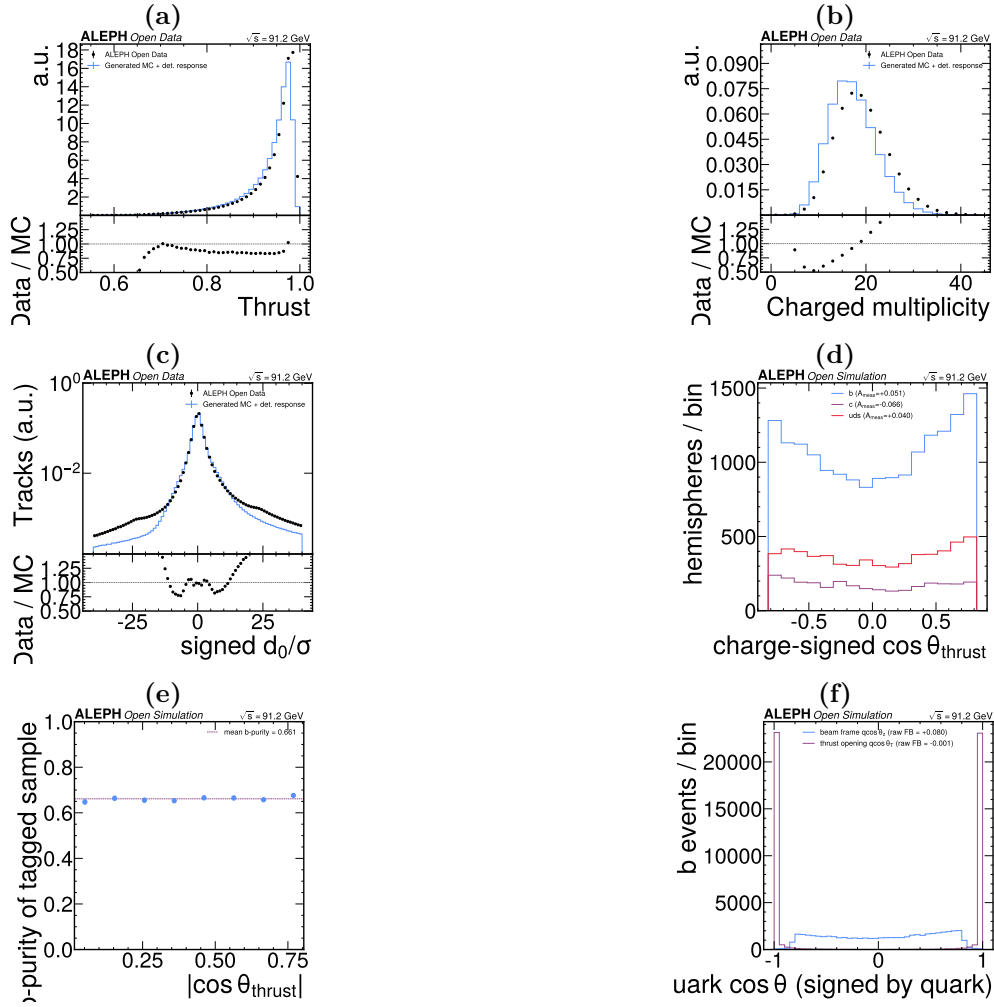 (a)
ALEPH Open Data
√s = 91.2 GeV
a.u.
18
16
14
12
10
8
6
4
2
ALEPH Open Data
Generated MC + det. response
Data / MC
1.25
1.00
0.75
0.50
0.6 0.8 1.0
Thrust
(b)
ALEPH Open Data
√s = 91.2 GeV
a.u.
0.090
0.075
0.060
0.045
0.030
0.015
ALEPH Open Data
Generated MC + det. response
Data / MC
1.25
1.00
0.75
0.50
0 20 40
Charged multiplicity
(c)
ALEPH Open Data
√s = 91.2 GeV
Tracks (a.u.)
10⁰
10⁻²
ALEPH Open Data
Generated MC + det. response
Data / MC
1.25
1.00
0.75
0.50
-25 0 25
signed d₀/σ
(d)
ALEPH Open Simulation
√s = 91.2 GeV
hemispheres / bin
1500
1000
500
0
b (Aₘₑₐₛ=+0.051)
c (Aₘₑₐₛ=-0.066)
uds (Aₘₑₐₛ=+0.040)
-0.5 0.0 0.5
charge-signed cos θthrust
(e)
ALEPH Open Simulation
√s = 91.2 GeV
b-purity of tagged sample
1.0
0.8
0.6
0.4
0.2
0.0
mean b-purity = 0.661
0.25 0.50 0.75
|cos θthrust|
(f)
ALEPH Open Simulation
√s = 91.2 GeV
b events / bin
20000
15000
10000
5000
0
beam frame qcos θz (raw FB = +0.080)
thrust opening qcos θT (raw FB = -0.001)
-1 0 1
uark cos θ (signed by quark)